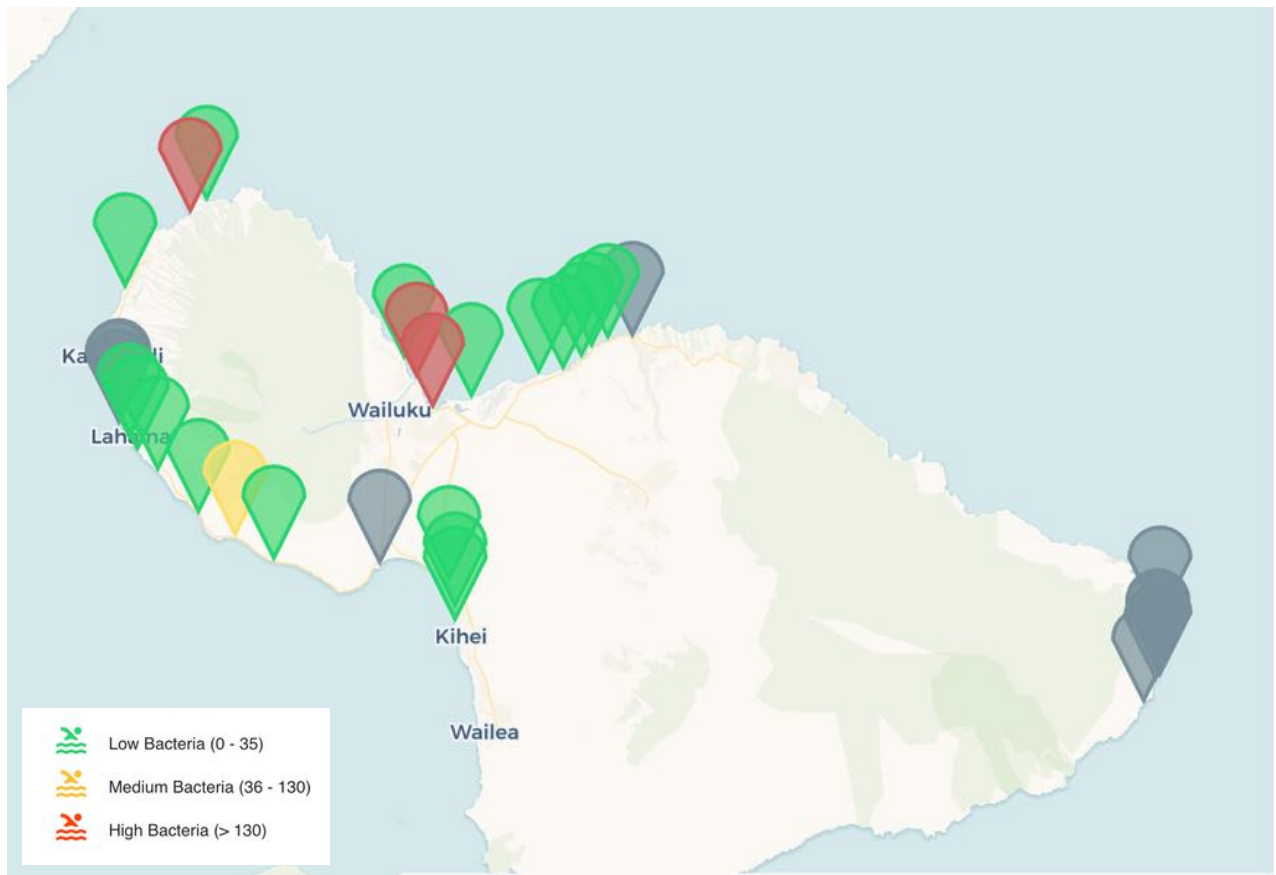 Wailuku
Kihei
Wailea
Low Bacteria (0 - 35)
Medium Bacteria (36 - 130)
High Bacteria (> 130)